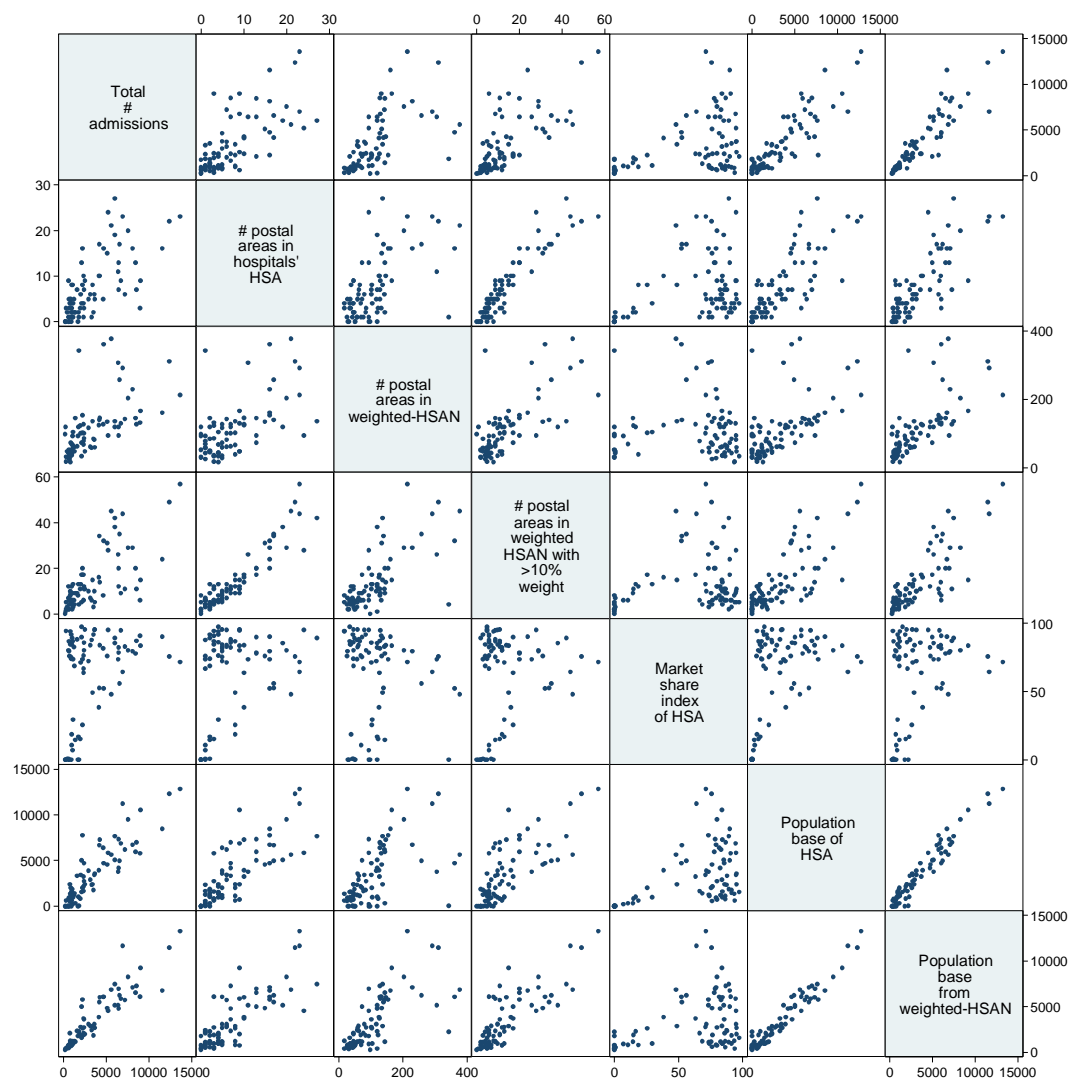 0 10 20 30 0 20 40 60 0 5000 10000 15000
Total
#
admissions
15000
10000
5000
0
30
20
10
0
# postal
areas in
hospitals'
HSA
# postal
areas in
weighted-HSAN
400
200
0
60
40
20
0
# postal
areas in
weighted
HSAN with
>10%
weight
Market
share
index
of HSA
100
50
0
15000
10000
5000
0
Population
base of
HSA
Population
base
from
weighted-HSAN
15000
10000
5000
0
0 5000 10000 15000 0 200 400 0 50 100 0 5000 10000 15000